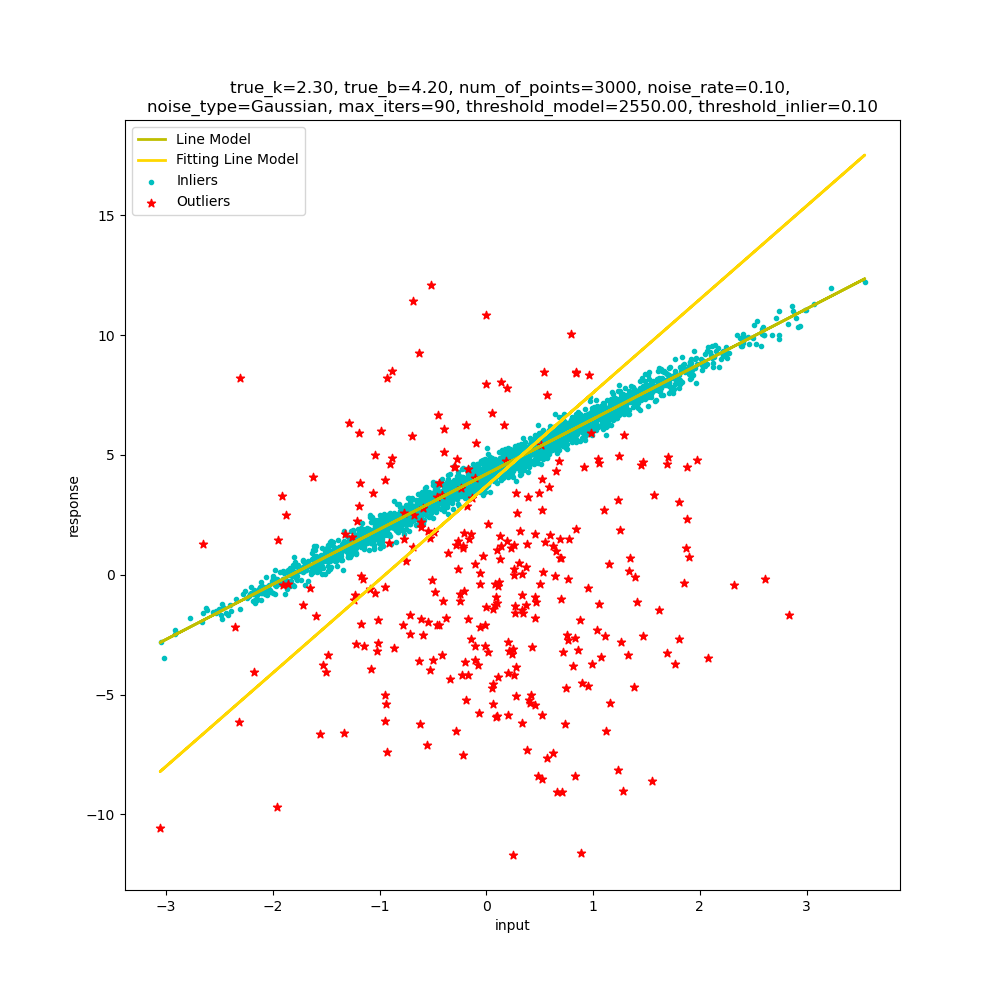 true_k=2.30, true_b=4.20, num_of_points=3000, noise_rate=0.10,
noise_type=Gaussian, max_iters=90, threshold_model=2550.00, threshold_inlier=0.10
Line Model
Fitting Line Model
Inliers
Outliers
15
10
5
0
−5
−10
response
−3
−2
−1
0
1
2
3
input